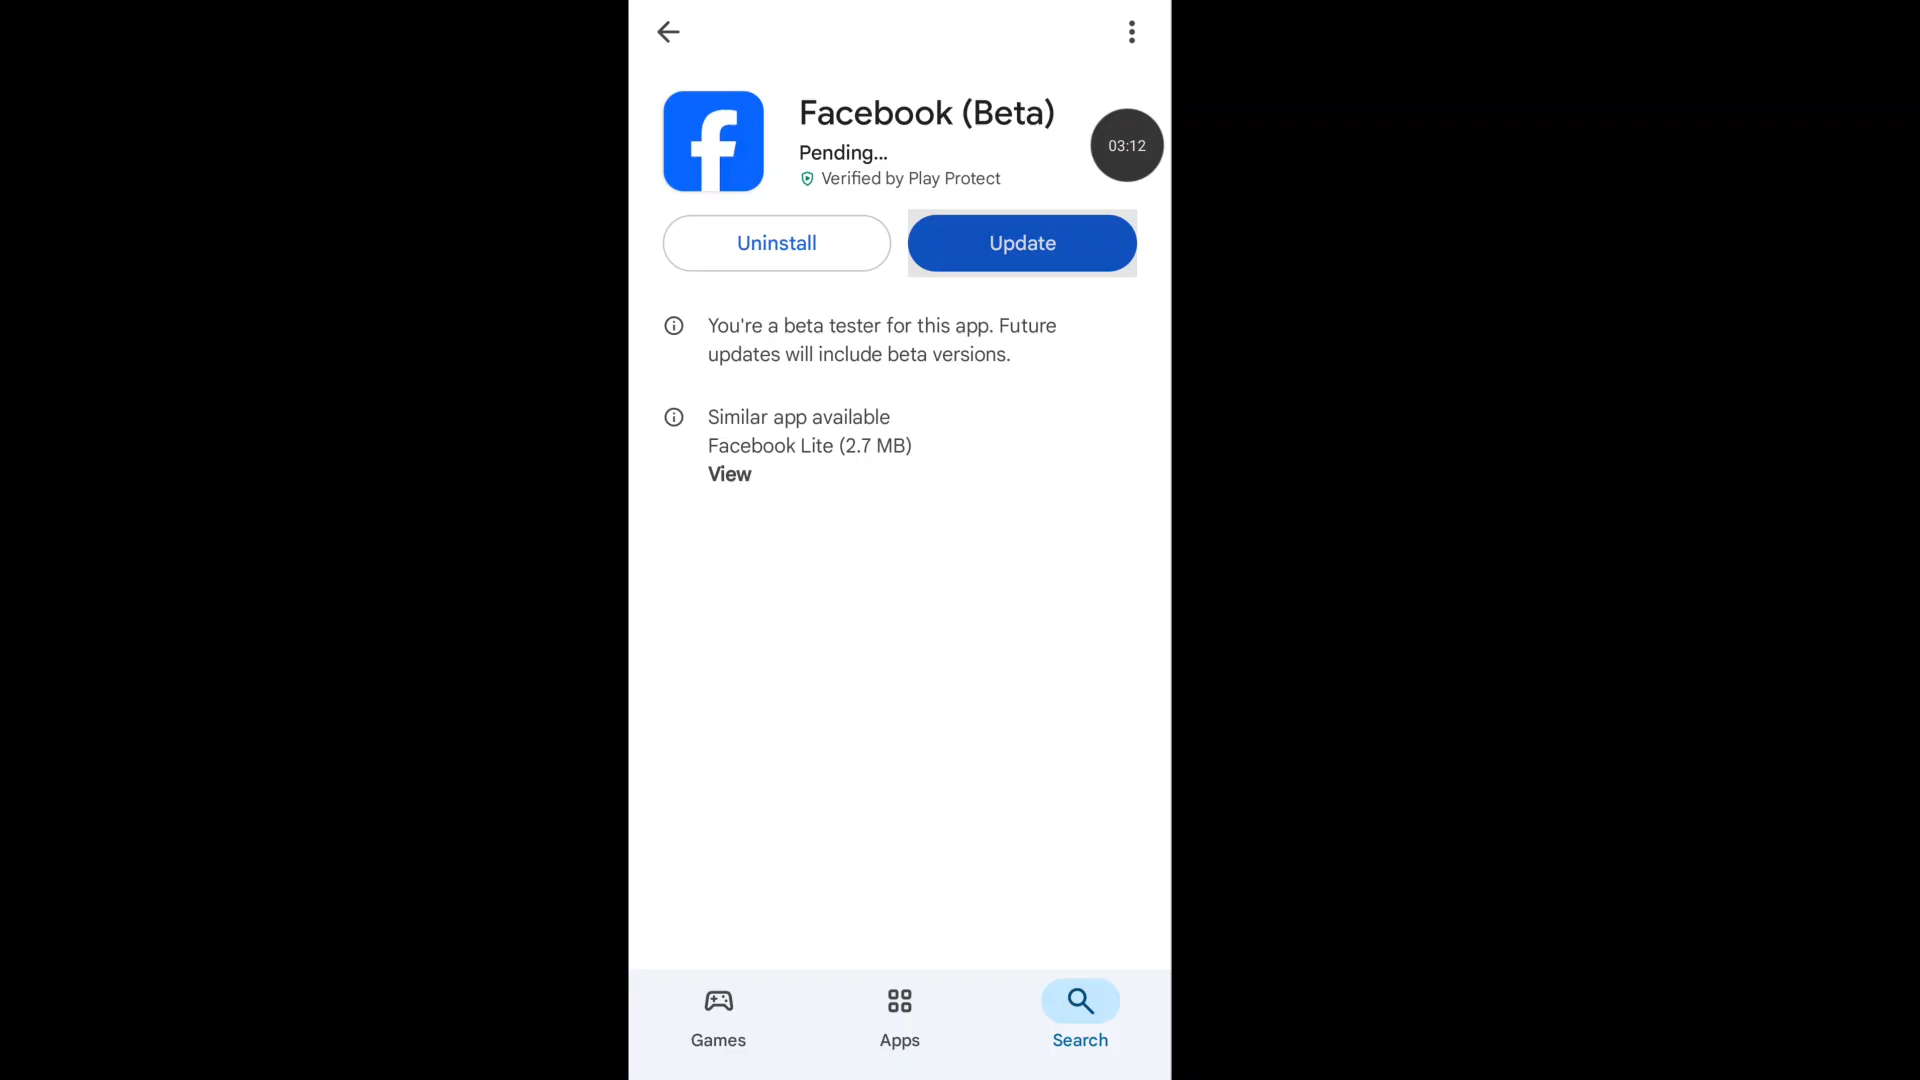 Facebook (Beta)
Pending...
Verified by Play Protect
03:12
Uninstall
Update
You're a beta tester for this app. Future
updates will include beta versions.
Similar app available
Facebook Lite (2.7 MB)
View
Games
Apps
Search